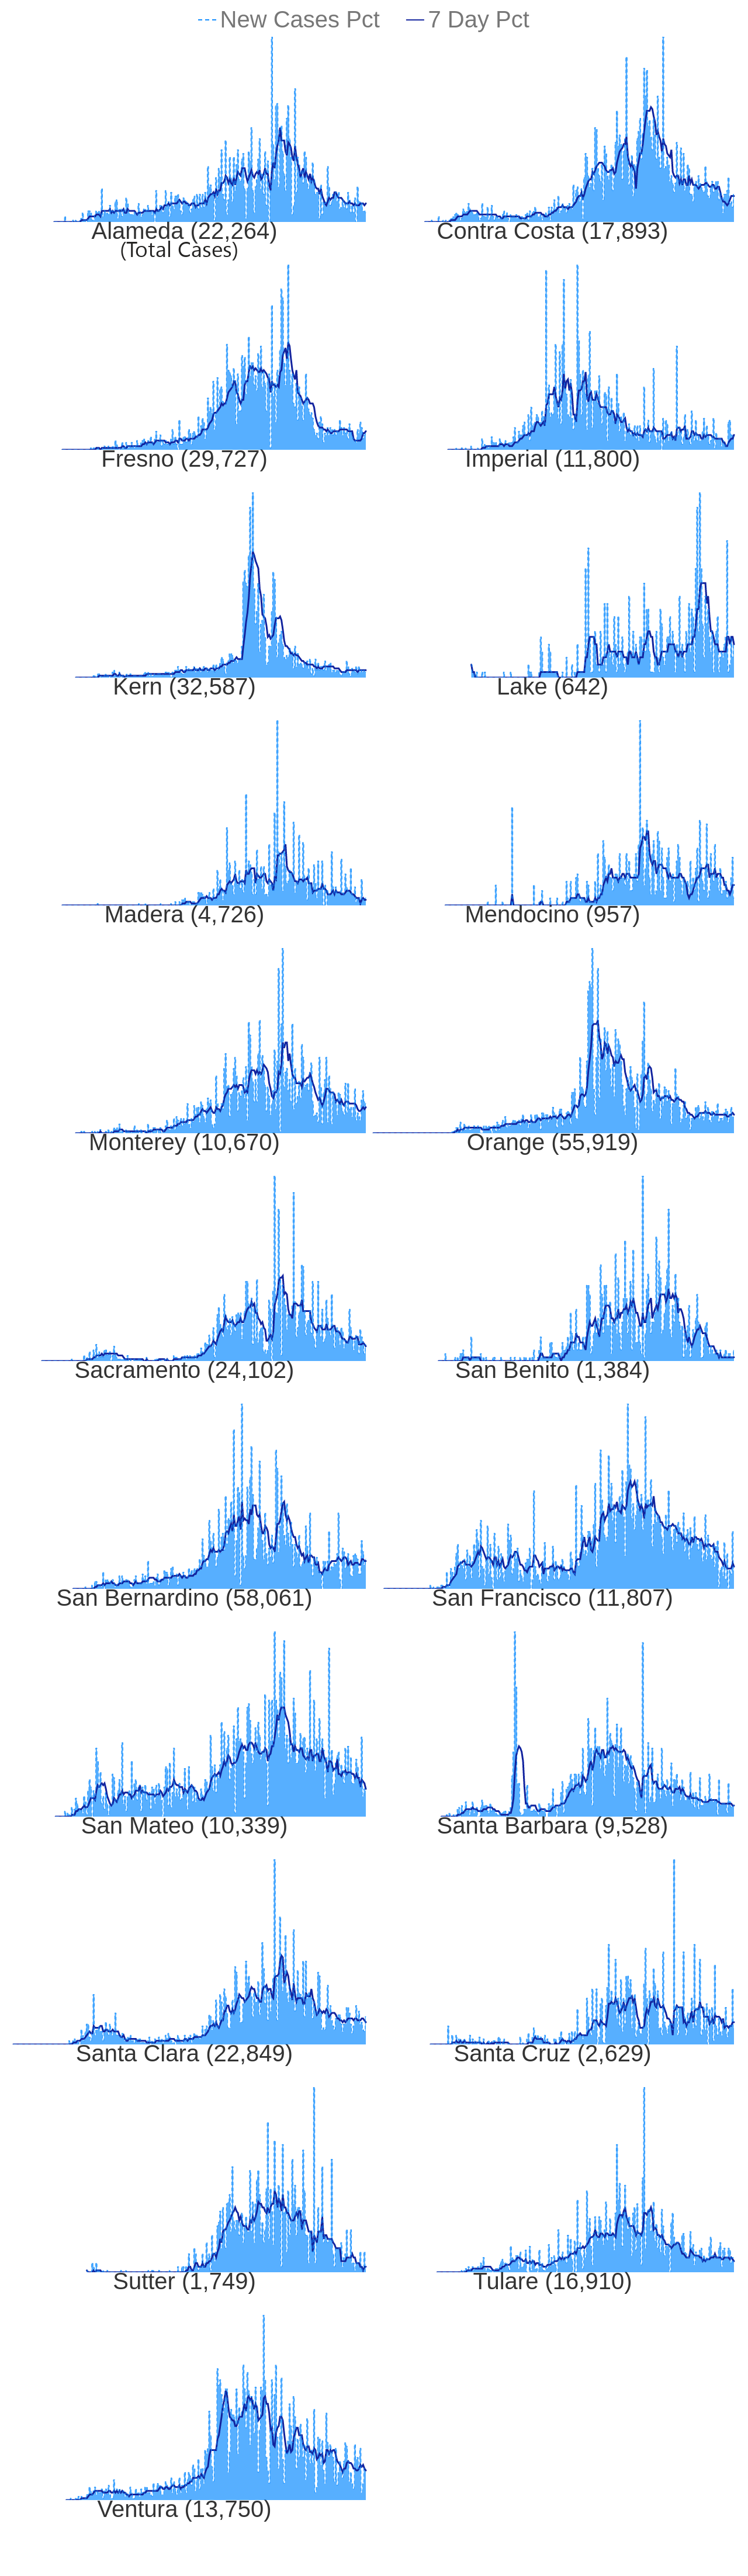 New Cases Pct 7 Day Pct
Alameda (22,264) Contra Costa (17,893)
(Total Cases)
Fresno (29,727) Imperial (11,800)
Kern (32,587) Lake (642)
Madera (4,726) Mendocino (957)
Monterey (10,670) Orange (55,919)
Sacramento (24,102) San Benito (1,384)
San Bernardino (58,061) San Francisco (11,807)
San Mateo (10,339) Santa Barbara (9,528)
Santa Clara (22,849) Santa Cruz (2,629)
Sutter (1,749) Tulare (16,910)
Ventura (13,750)